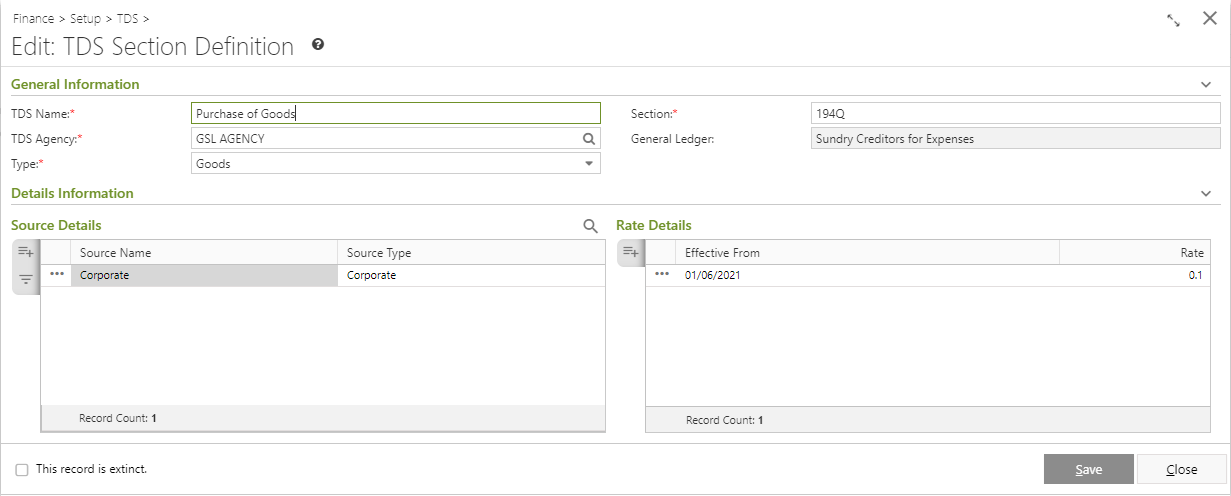 Finance > Setup > TDS >
Edit: TDS Section Definition ?
General Information
TDS Name:* Purchase of Goods Section:* 194Q
TDS Agency:* GSL AGENCY General Ledger: Sundry Creditors for Expenses
Type:* Goods
Details Information
Source Details
Source Name Source Type
Corporate Corporate
Record Count: 1
Rate Details
Effective From Rate
01/06/2021 0.1
Record Count: 1
This record is extinct.
Save Close